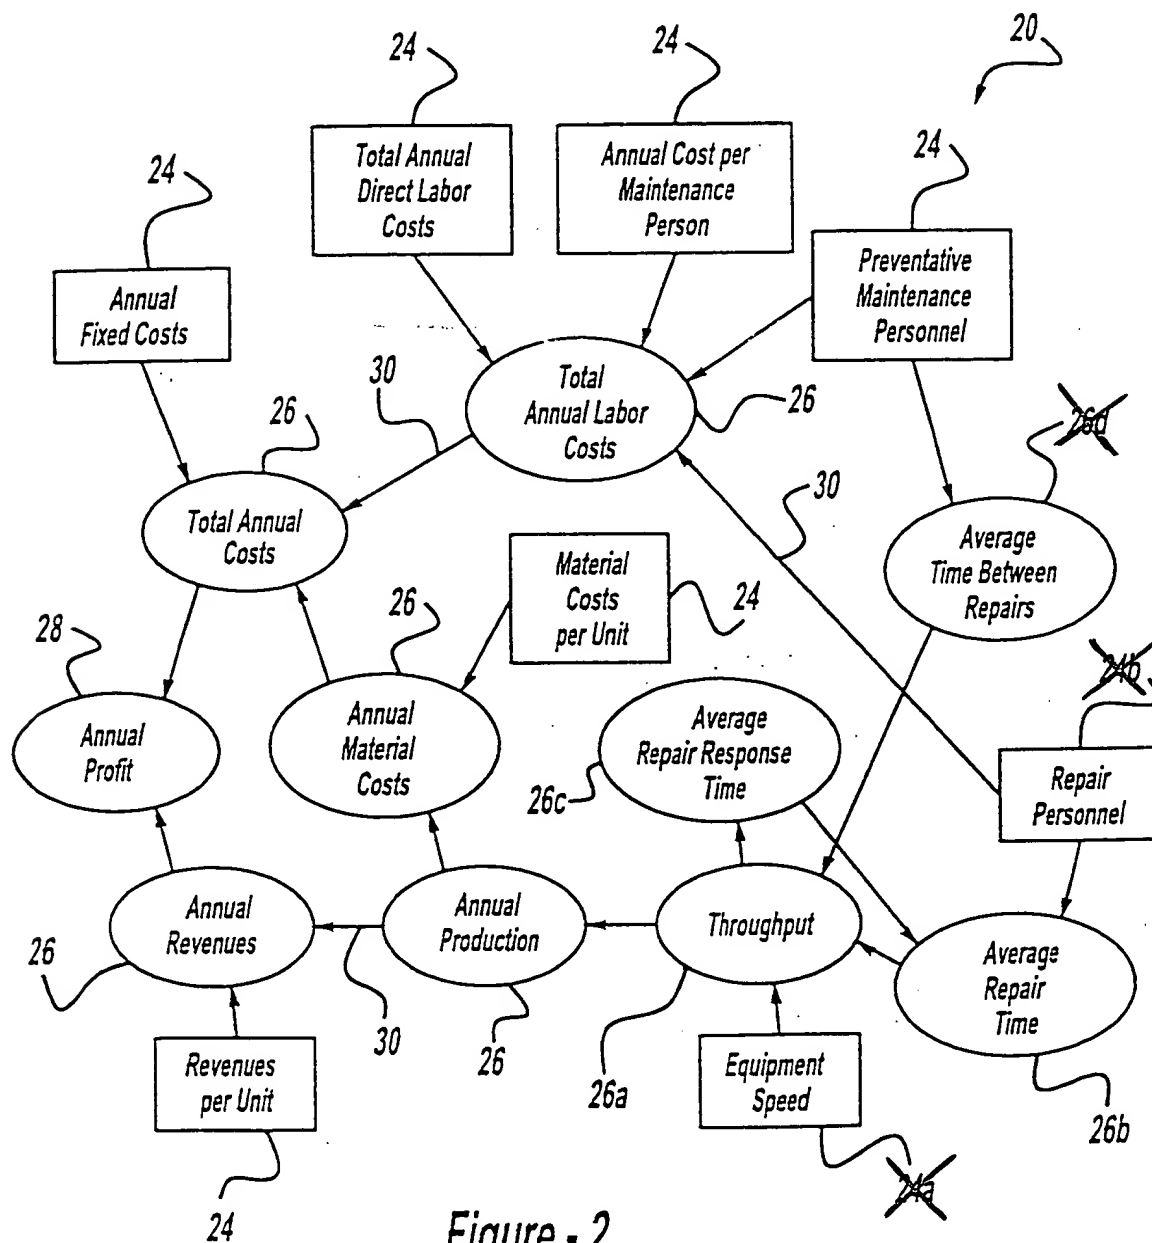 24
24
20
24
24
Total Annual
Direct Labor
Costs
Annual Cost per
Maintenance
Person
Preventative
Maintenance
Personnel
Annual
Fixed Costs
30
26
Total
Annual Labor
Costs
26
26d
Total Annual
Costs
30
Average
Time Between
Repairs
Material
Costs
per Unit
24
28
26
24b
Annual
Profit
Annual
Material
Costs
Average
Repair Response
Time
26c
Repair
Personnel
Annual
Revenues
Annual
Production
Throughput
Average
Repair
Time
26
30
26
26a
26b
Revenues
per Unit
Equipment
Speed
24
24a
Figure - 2